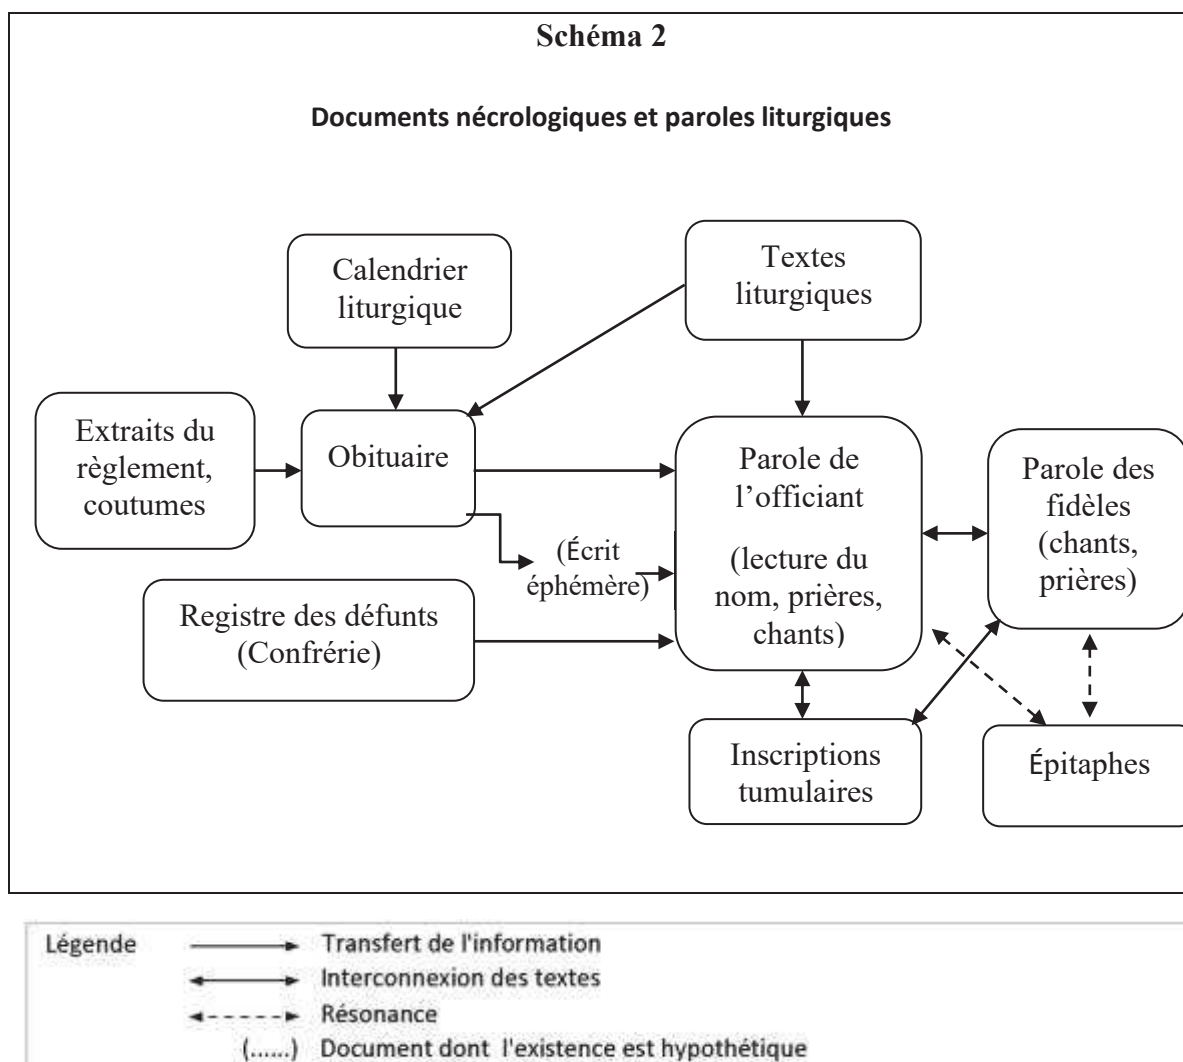 Schéma 2
Documents nécrologiques et paroles liturgiques
Calendrier
liturgique
Textes
liturgiques
Extraits du
règlement,
coutumes
Obituaire
Parole de
l’officiant
(lecture du
nom, prières,
chants)
Parole des
fidèles
(chants,
prières)
(Écrit
éphémère)
Registre des défunts
(Confrérie)
Inscriptions
tumulaires
Épitaphes
Légende
Transfert de l'information
Interconnexion des textes
Résonance
(......) Document dont l'existence est hypothétique